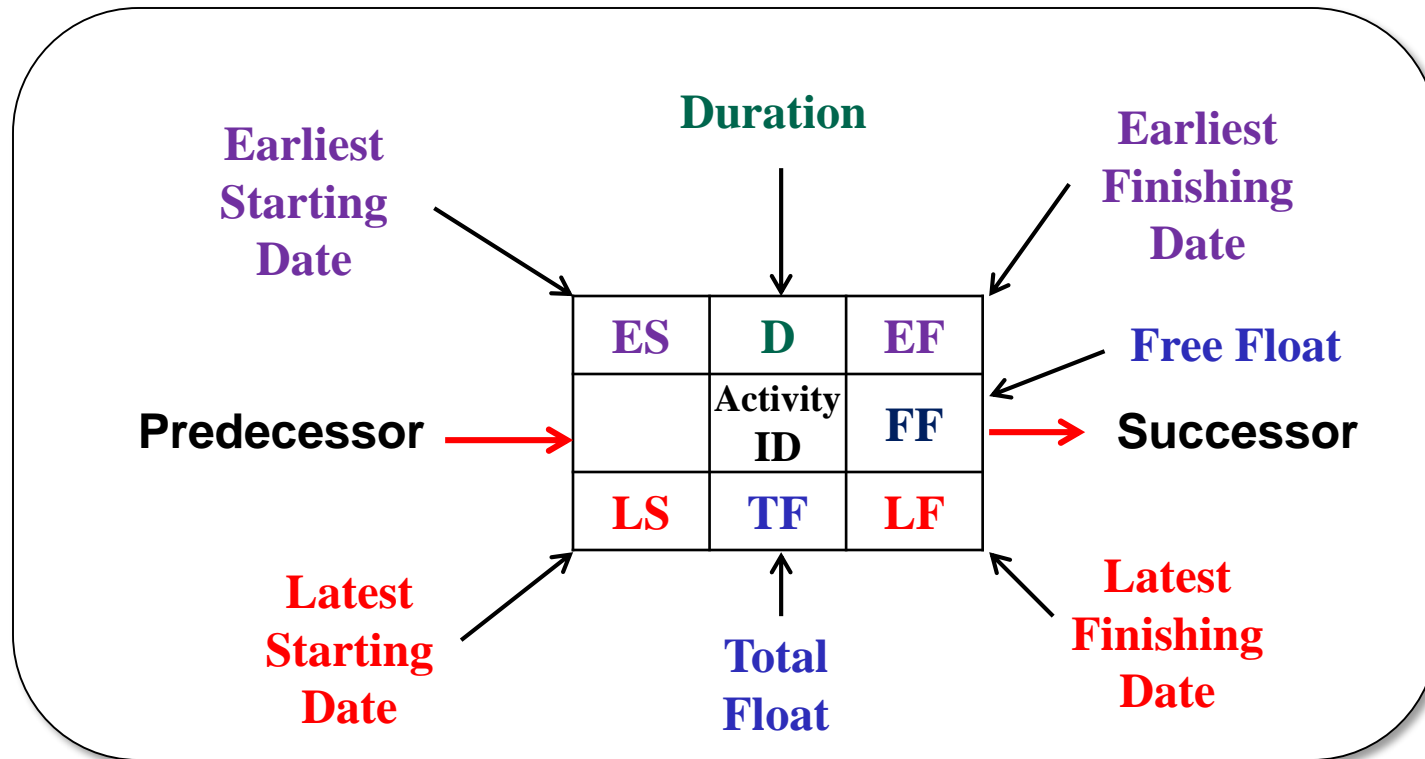 Duration
Earliest
Starting
Date
Earliest
Finishing
Date
ES D EF
Free Float
Predecessor
Activity
ID
FF
Successor
LS TF LF
Latest
Starting
Date
Total
Float
Latest
Finishing
Date